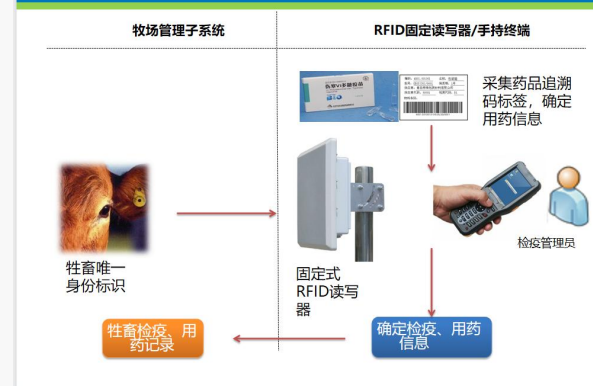 牧场管理子系统
RFID固定读写器/手持终端
采集药品追溯
码标签，确定
用药信息
检疫管理员
牲畜唯一
身份标识
固定式
RFID读写
器
牲畜检疫、用
药记录
确定检疫、用药
信息